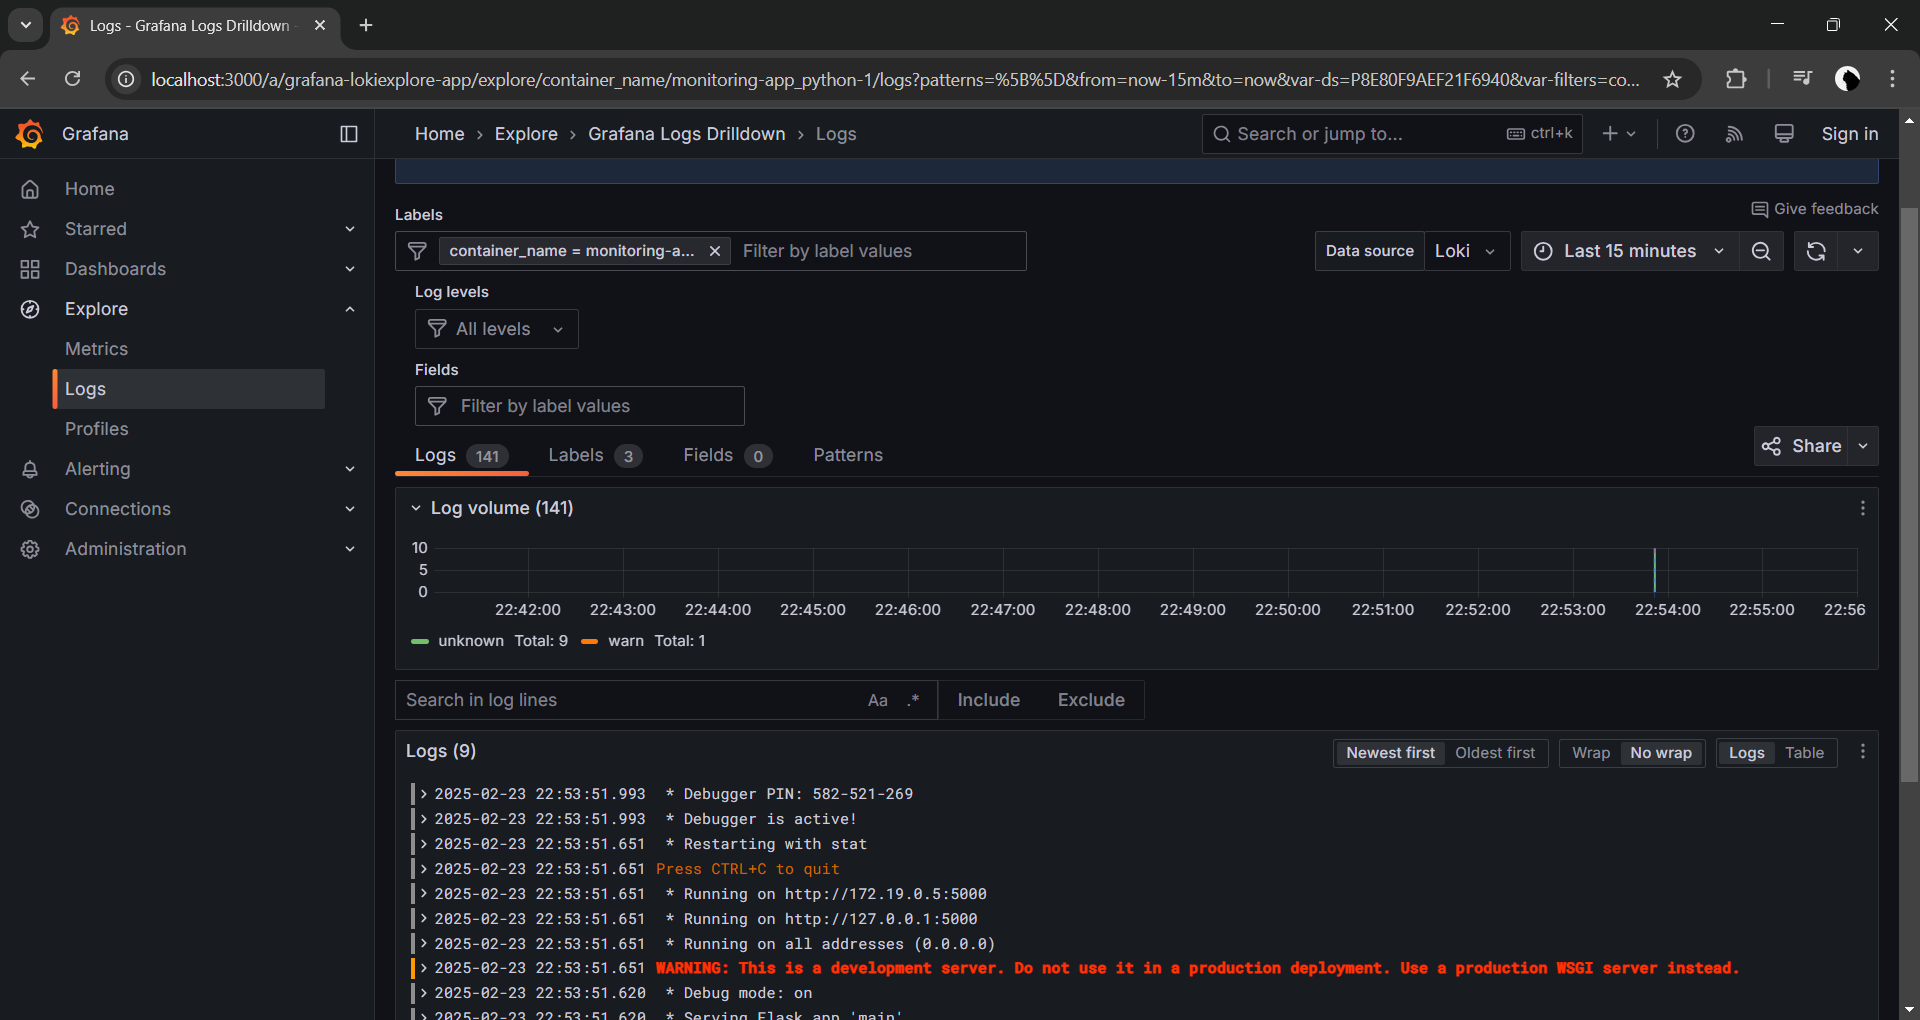 Logs - Grafana Logs Drilldown -
localhost:3000/a/grafana-lokiexplore-app/explore/container_name/monitoring-app_python-1/logs?patterns=%5B%5D&from=now-15m&to=now&var-ds=P8E80F9AEF21F6940&var-filters=co...
Grafana
Home › Explore › Grafana Logs Drilldown › Logs
Search or jump to...
ctrl+k
Sign in
Home
Starred
Dashboards
Explore
Metrics
Logs
Profiles
Alerting
Connections
Administration
Labels
Give feedback
container_name = monitoring-a...
Filter by label values
Data source
Loki
Last 15 minutes
Log levels
All levels
Fields
Filter by label values
Logs 141
Labels 3
Fields 0
Patterns
Share
Log volume (141)
10
5
0
22:42:00 22:43:00 22:44:00 22:45:00 22:46:00 22:47:00 22:48:00 22:49:00 22:50:00 22:51:00 22:52:00 22:53:00 22:54:00 22:55:00 22:56
unknown Total: 9 warn Total: 1
Search in log lines
Aa .*
Include
Exclude
Logs (9)
Newest first
Oldest first
Wrap
No wrap
Logs
Table
> 2025-02-23 22:53:51.993 * Debugger PIN: 582-521-269
> 2025-02-23 22:53:51.993 * Debugger is active!
> 2025-02-23 22:53:51.651 * Restarting with stat
> 2025-02-23 22:53:51.651 Press CTRL+C to quit
> 2025-02-23 22:53:51.651 * Running on http://172.19.0.5:5000
> 2025-02-23 22:53:51.651 * Running on http://127.0.0.1:5000
> 2025-02-23 22:53:51.651 * Running on all addresses (0.0.0.0)
> 2025-02-23 22:53:51.651 WARNING: This is a development server. Do not use it in a production deployment. Use a production WSGI server instead.
> 2025-02-23 22:53:51.620 * Debug mode: on
> 2025-02-23 22:53:51.620 * Serving Flask app 'main'